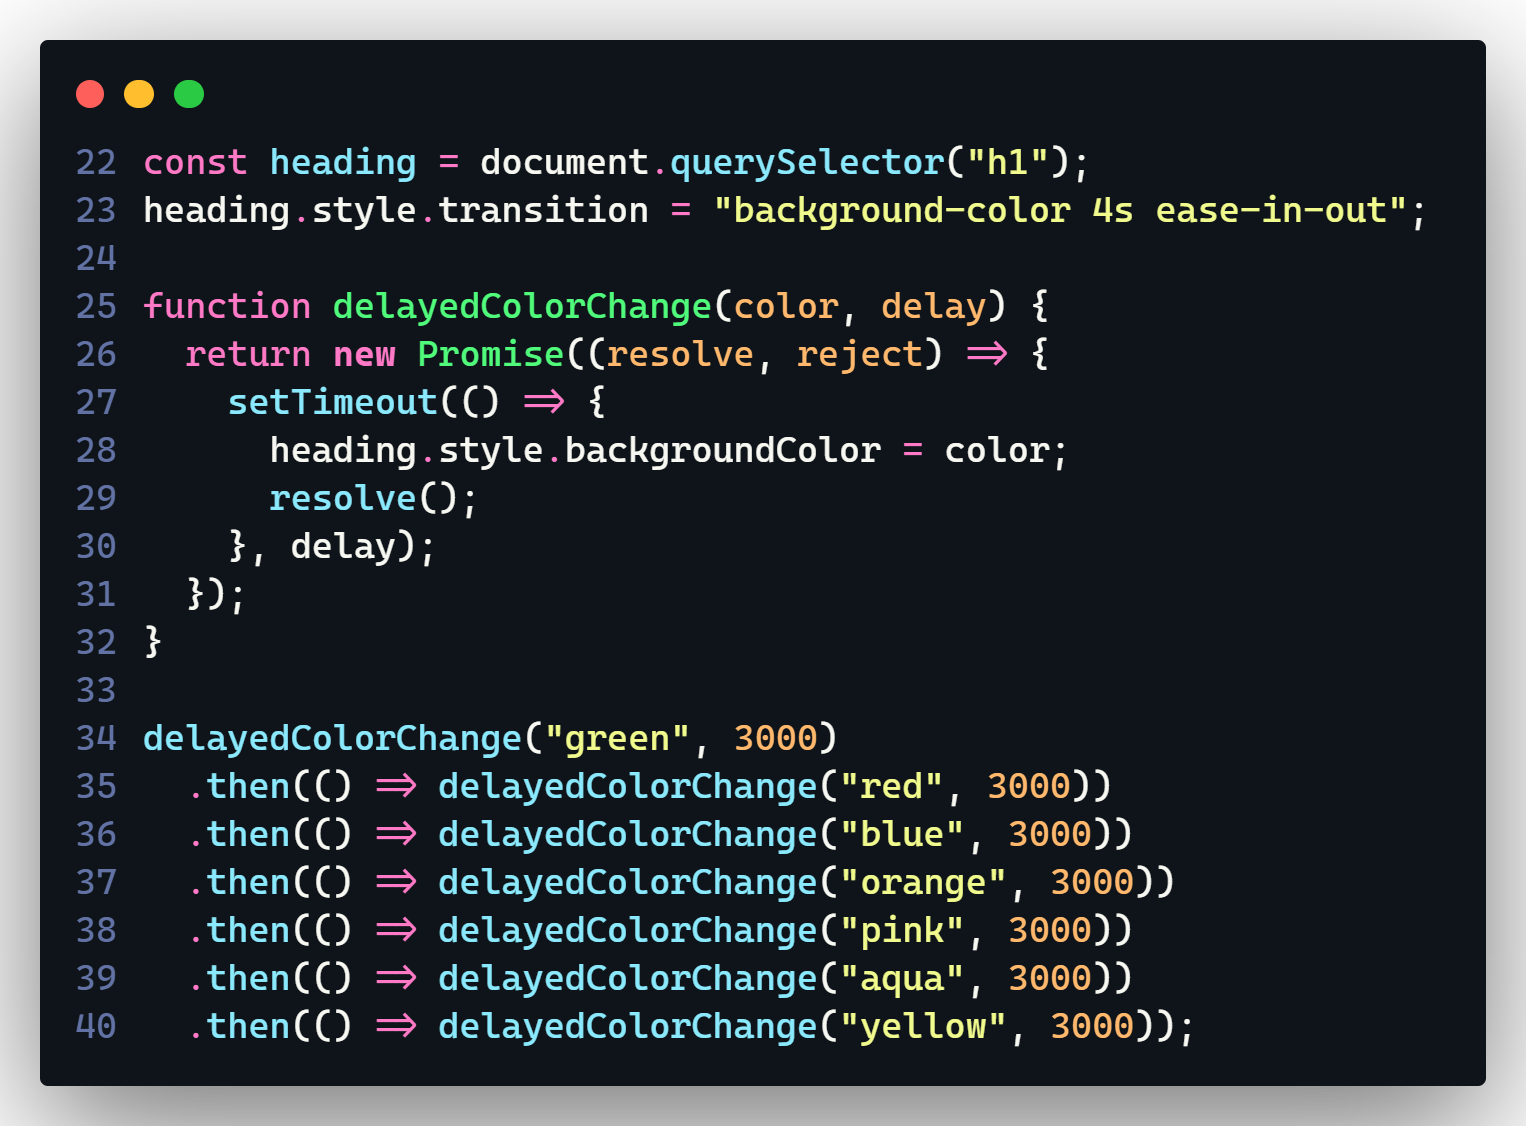 22 const heading = document.querySelector("h1");
23 heading.style.transition = "background-color 4s ease-in-out";
24
25 function delayedColorChange(color, delay) {
26   return new Promise((resolve, reject) => {
27     setTimeout(() => {
28       heading.style.backgroundColor = color;
29       resolve();
30     }, delay);
31   });
32 }
33
34 delayedColorChange("green", 3000)
35   .then(() => delayedColorChange("red", 3000))
36   .then(() => delayedColorChange("blue", 3000))
37   .then(() => delayedColorChange("orange", 3000))
38   .then(() => delayedColorChange("pink", 3000))
39   .then(() => delayedColorChange("aqua", 3000))
40   .then(() => delayedColorChange("yellow", 3000));